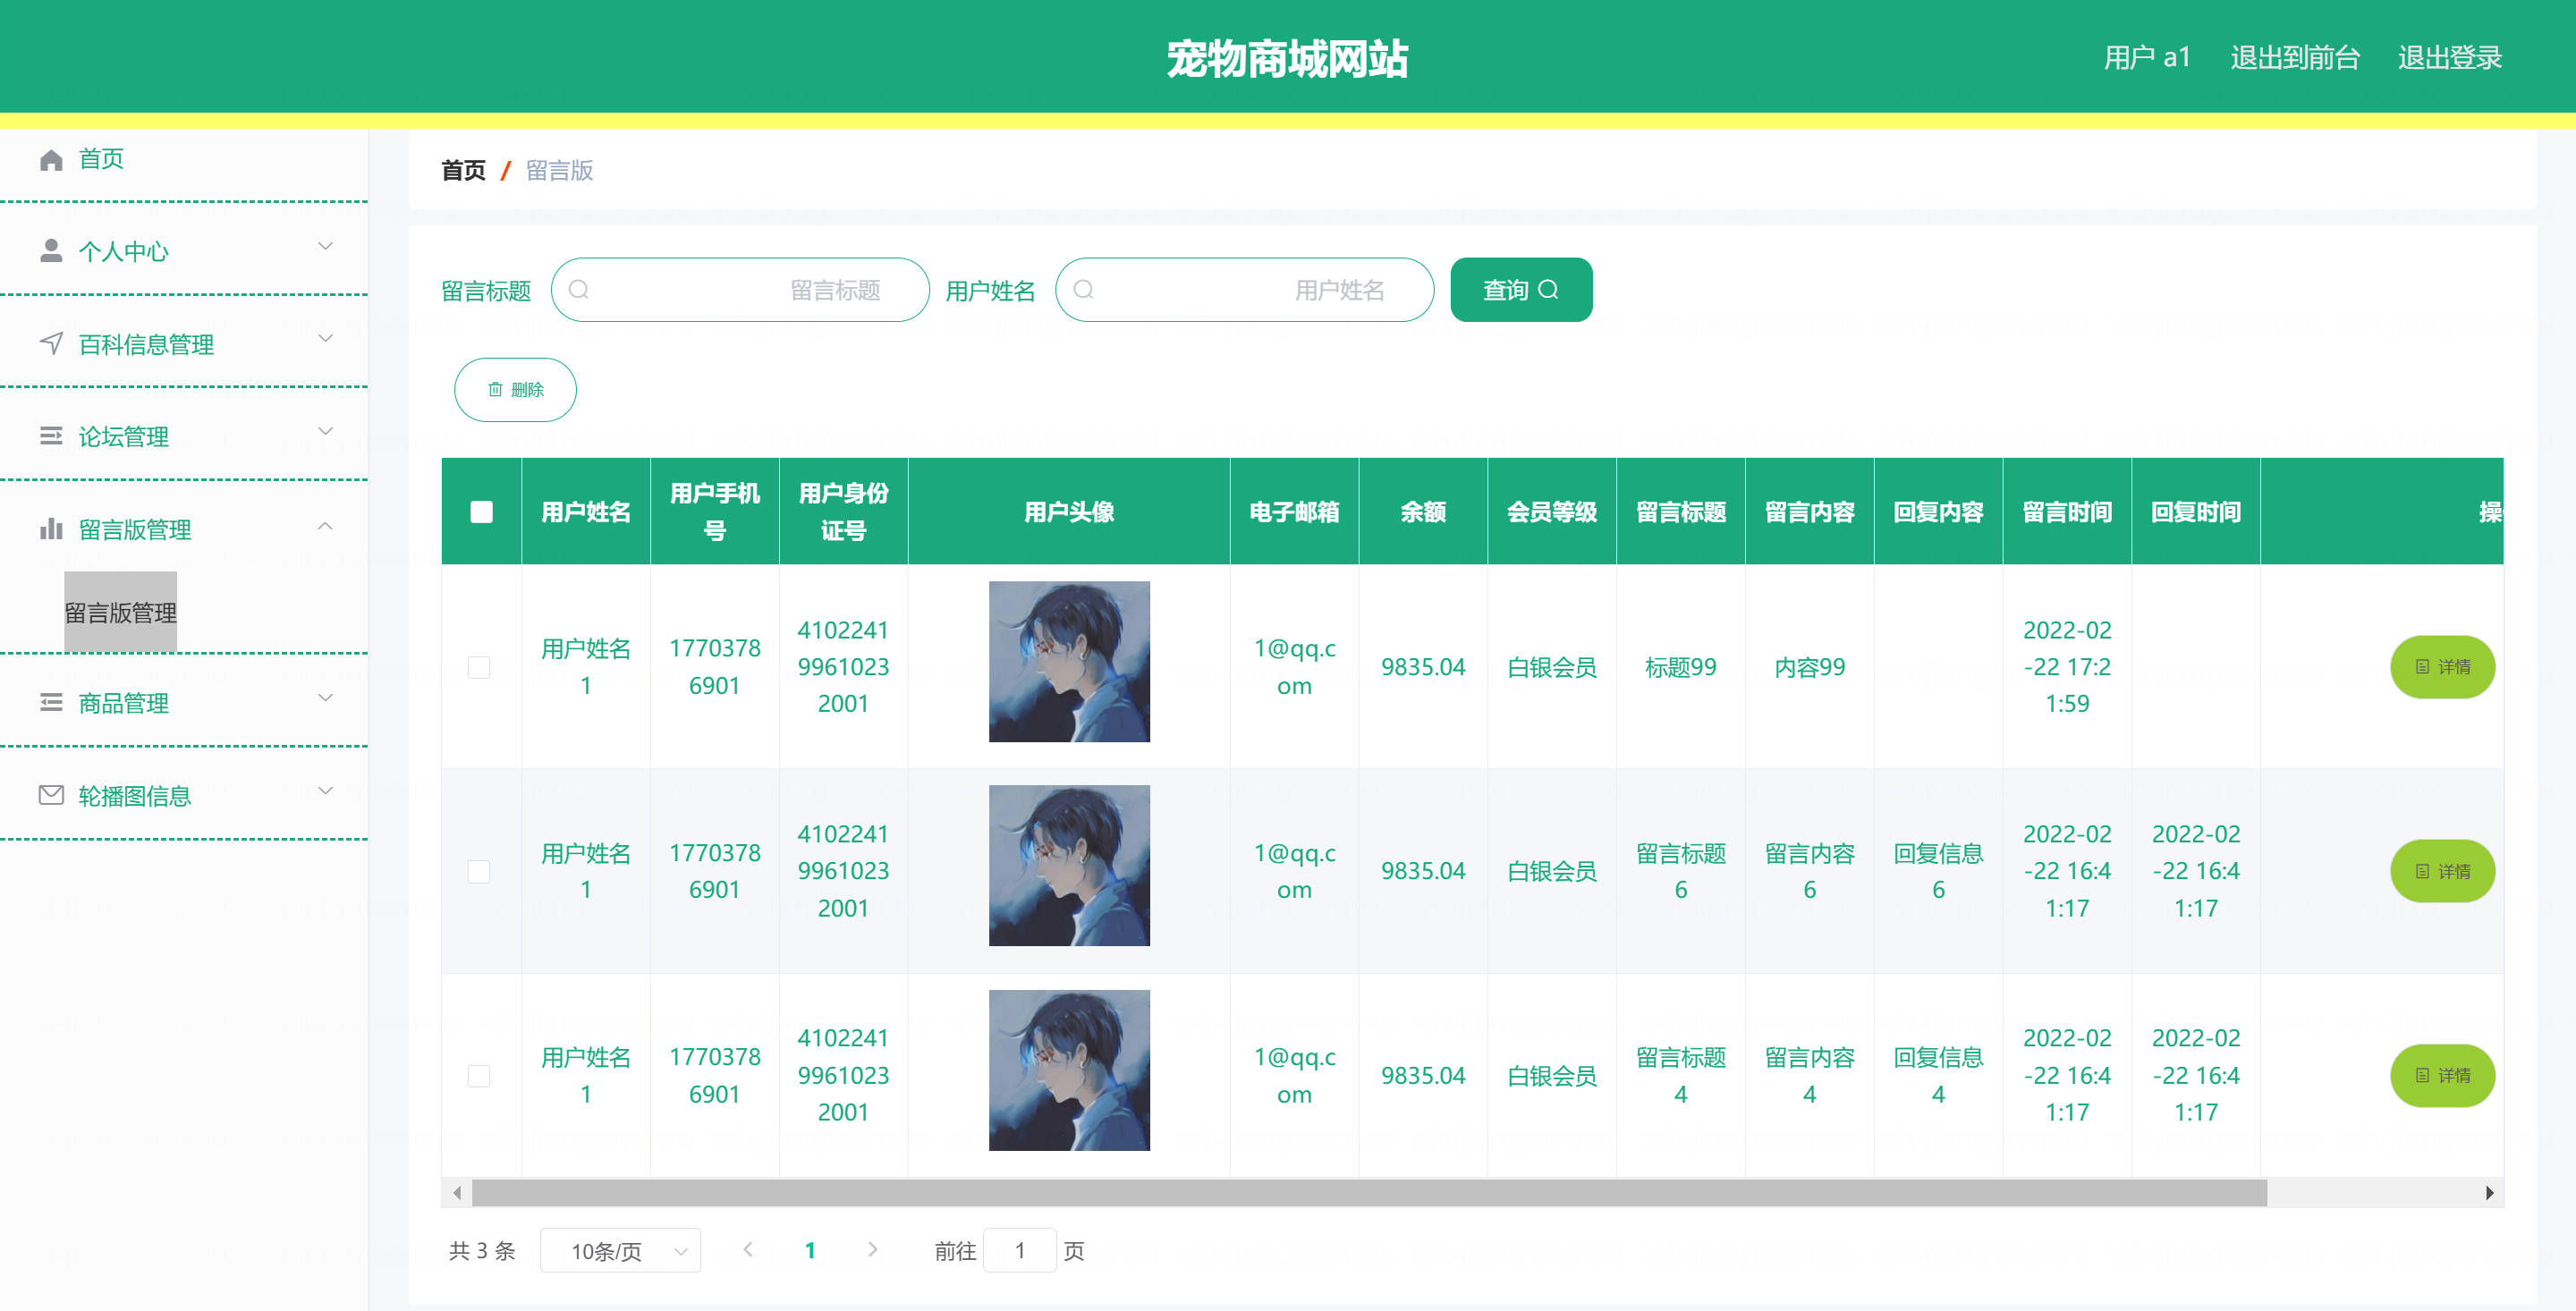 宠物商城网站
用户 a1 退出到前台 退出登录
首页
个人中心
百科信息管理
论坛管理
留言版管理
留言版管理
商品管理
轮播图信息
首页 / 留言版
留言标题 留言标题 用户姓名 用户姓名 查询
删除
用户姓名 用户手机号 用户身份证号 用户头像 电子邮箱 余额 会员等级 留言标题 留言内容 回复内容 留言时间 回复时间 操
用户姓名1 17703786901 410224199610232001 1@qq.com 9835.04 白银会员 标题99 内容99 2022-02-22 17:21:59 详情
用户姓名1 17703786901 410224199610232001 1@qq.com 9835.04 白银会员 留言标题6 留言内容6 回复信息6 2022-02-22 16:41:17 2022-02-22 16:41:17 详情
用户姓名1 17703786901 410224199610232001 1@qq.com 9835.04 白银会员 留言标题4 留言内容4 回复信息4 2022-02-22 16:41:17 2022-02-22 16:41:17 详情
共 3 条 10条/页 1 前往 1 页